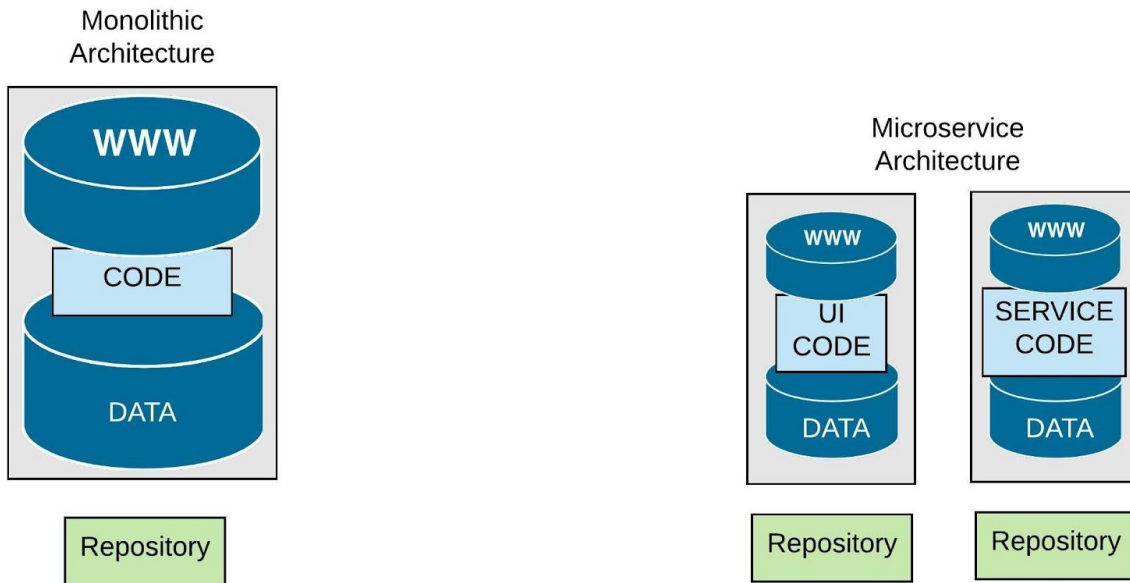 Monolithic
Architecture
WWW
CODE
DATA
Repository
Microservice
Architecture
WWW
UI
CODE
DATA
Repository
WWW
SERVICE
CODE
DATA
Repository